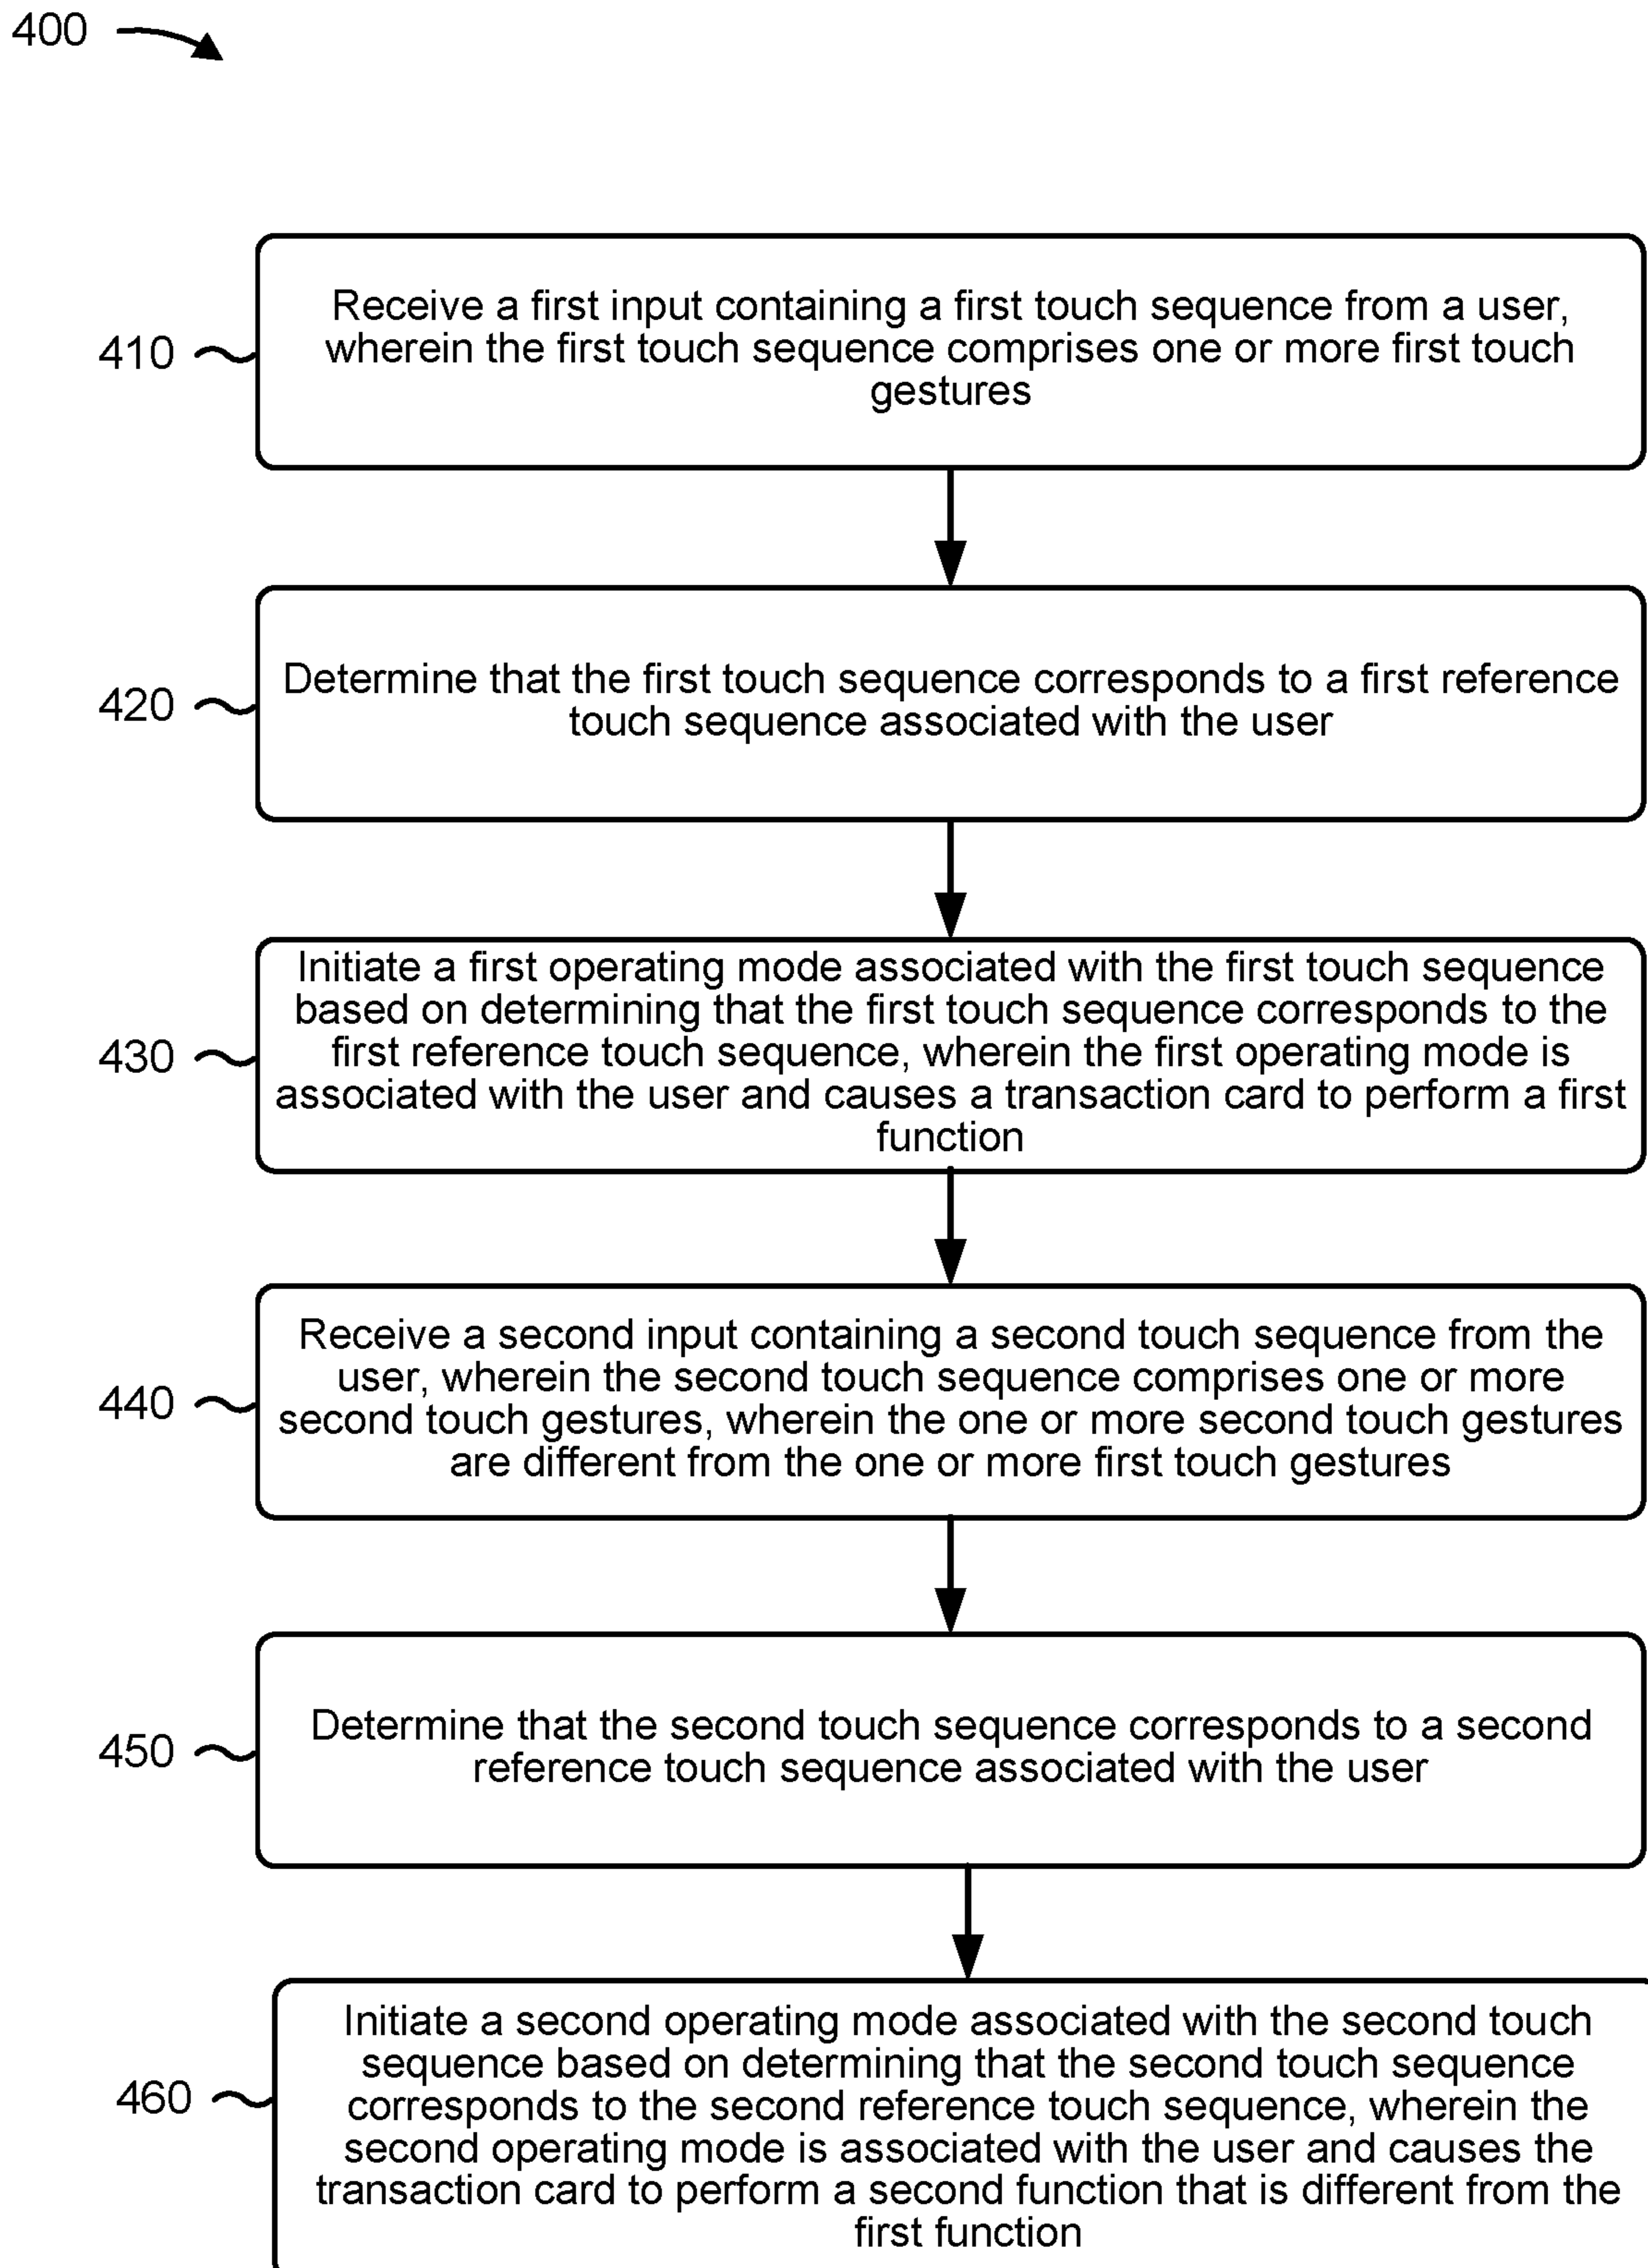 400
Receive a first input containing a first touch sequence from a user,
wherein the first touch sequence comprises one or more first touch
gestures
410
Determine that the first touch sequence corresponds to a first reference
touch sequence associated with the user
420
Initiate a first operating mode associated with the first touch sequence
based on determining that the first touch sequence corresponds to the
first reference touch sequence, wherein the first operating mode is
associated with the user and causes a transaction card to perform a first
function
430
Receive a second input containing a second touch sequence from the
user, wherein the second touch sequence comprises one or more
second touch gestures, wherein the one or more second touch gestures
are different from the one or more first touch gestures
440
Determine that the second touch sequence corresponds to a second
reference touch sequence associated with the user
450
Initiate a second operating mode associated with the second touch
sequence based on determining that the second touch sequence
corresponds to the second reference touch sequence, wherein the
second operating mode is associated with the user and causes the
transaction card to perform a second function that is different from the
first function
460